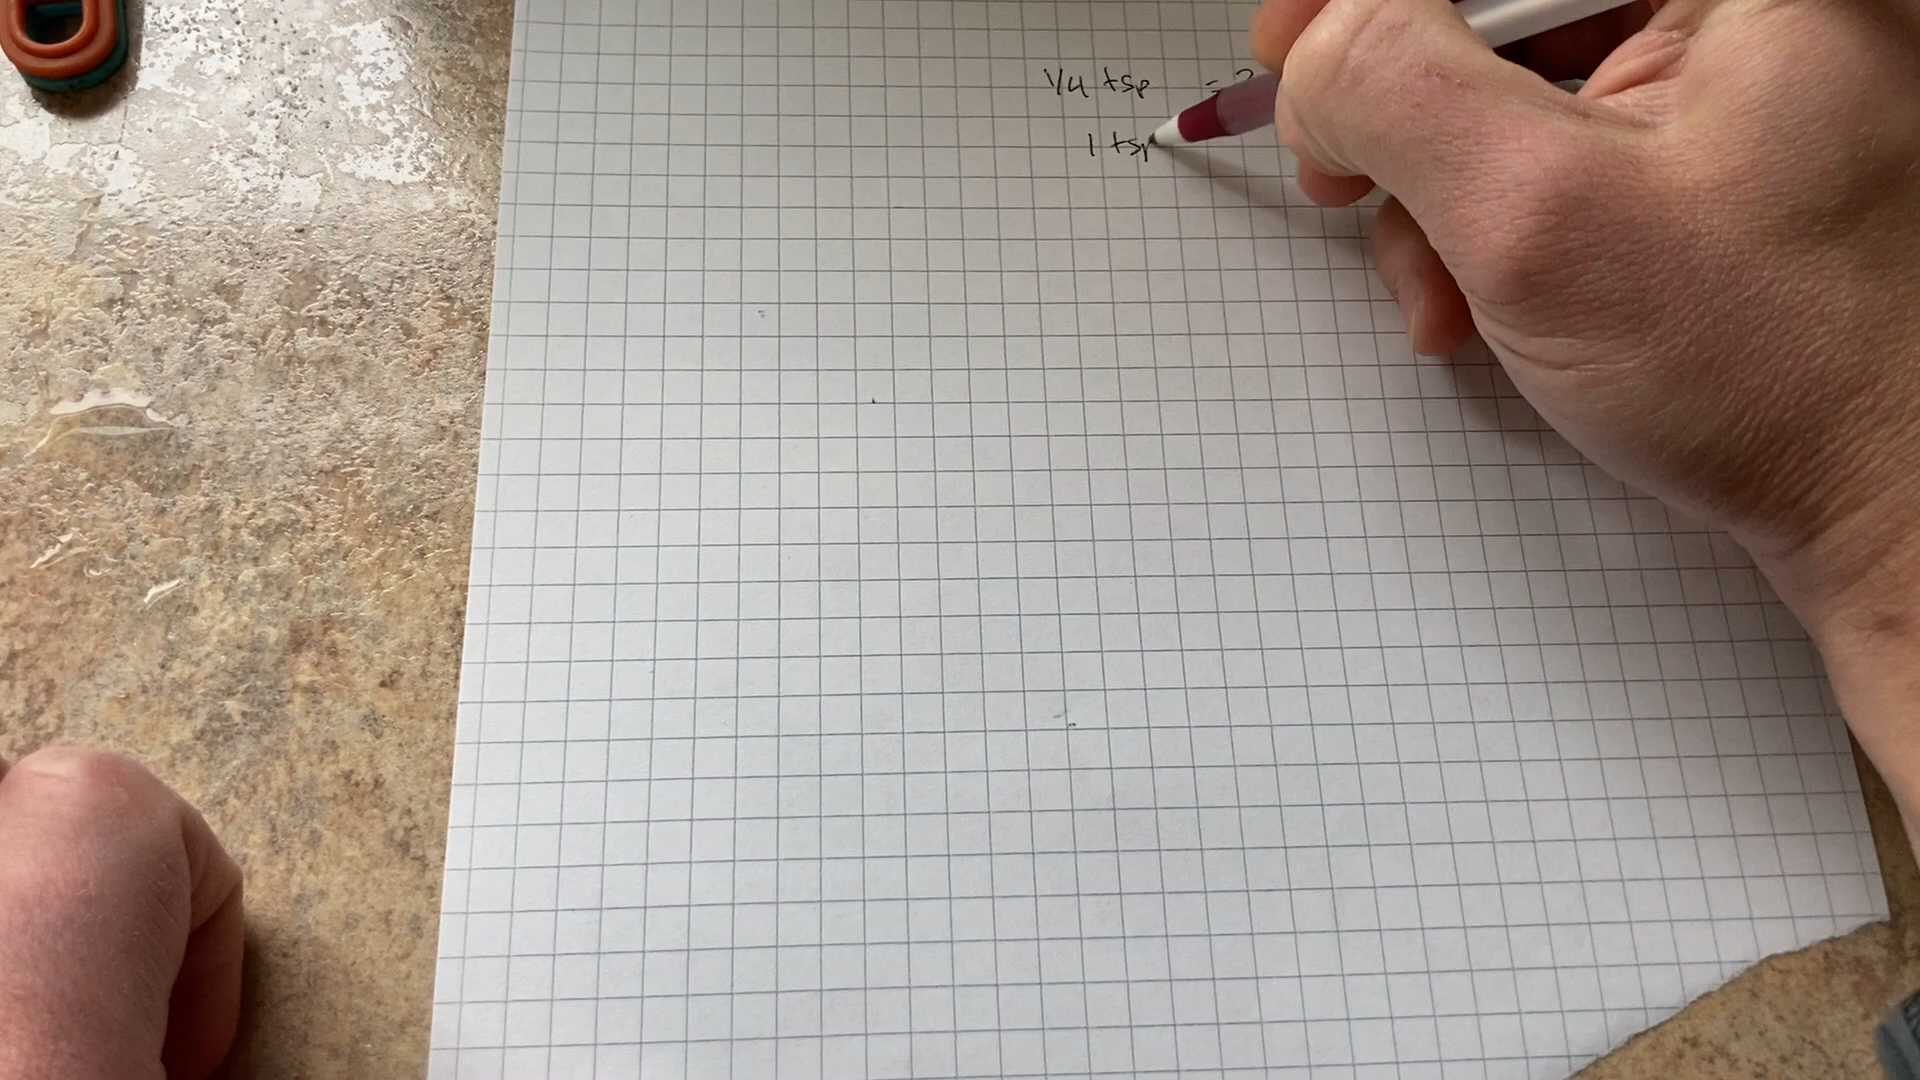 1/4 tsp = ?
1 tsp